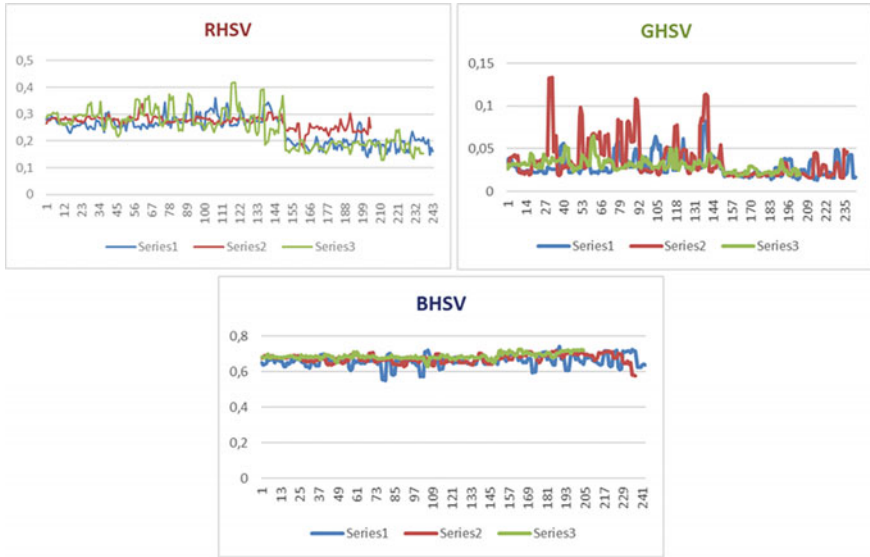 RHSV
0,5
0,4
0,3
0,2
0,1
0
1 12 23 34 45 56 67 78 89 100 111 122 133 144 155 166 177 188 199 210 221 232 243
Series1 Series2 Series3
GHSV
0,15
0,1
0,05
0
1 14 27 40 53 66 79 92 105 118 131 144 157 170 183 196 209 222 235
Series1 Series2 Series3
BHSV
0,8
0,6
0,4
0,2
0
1 13 25 37 49 61 73 85 97 109 121 133 145 157 169 181 193 205 217 229 241
Series1 Series2 Series3